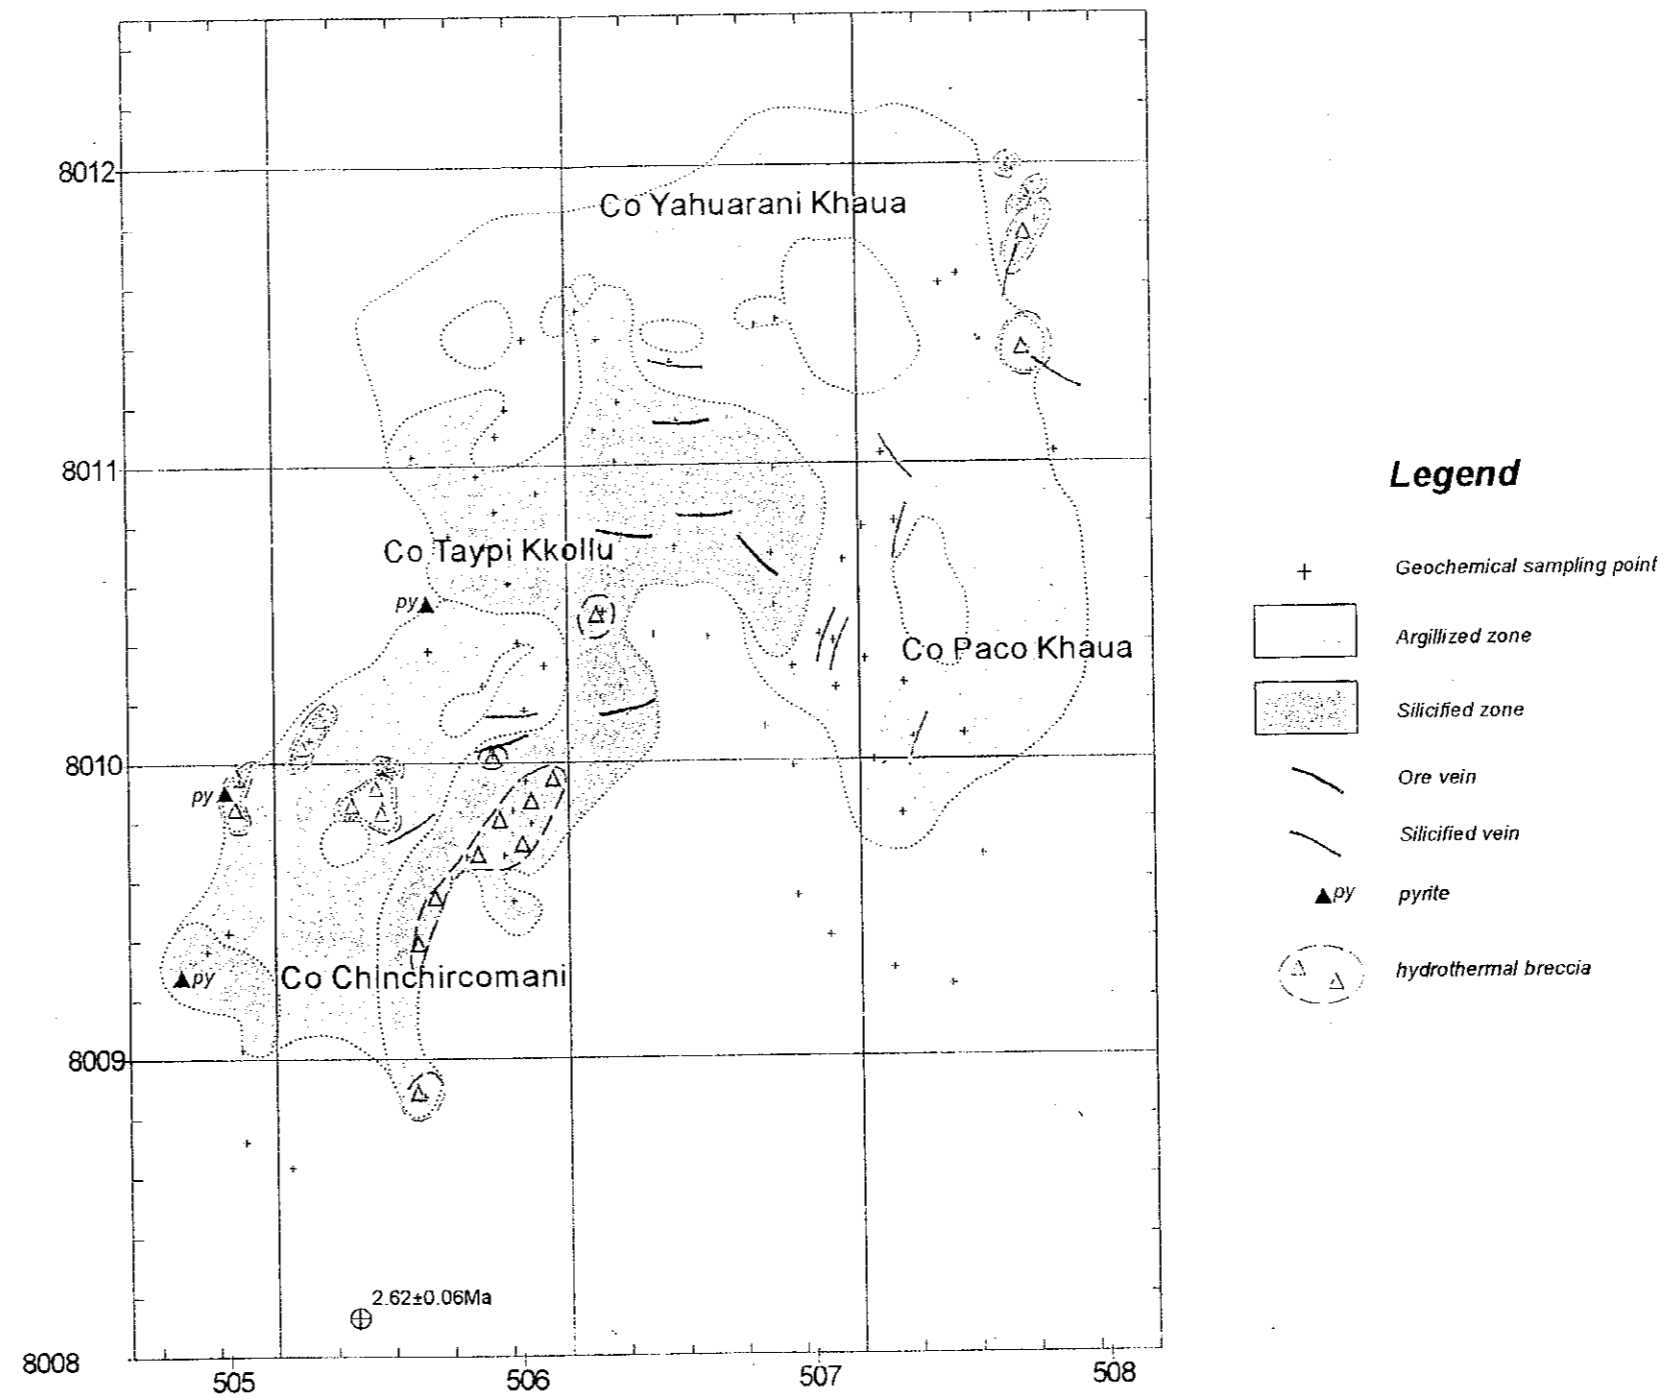 8012
Co Yahuarani Khaua
8011
Co Taypi Kkollu
py
Co Paco Khaua
8010
py
py
Co Chinchircomani
8009
2.62±0.06Ma
8008
505
506
507
508
Legend
Geochemical sampling point
Argillized zone
Silicified zone
Ore vein
Silicified vein
py
pyrite
hydrothermal breccia